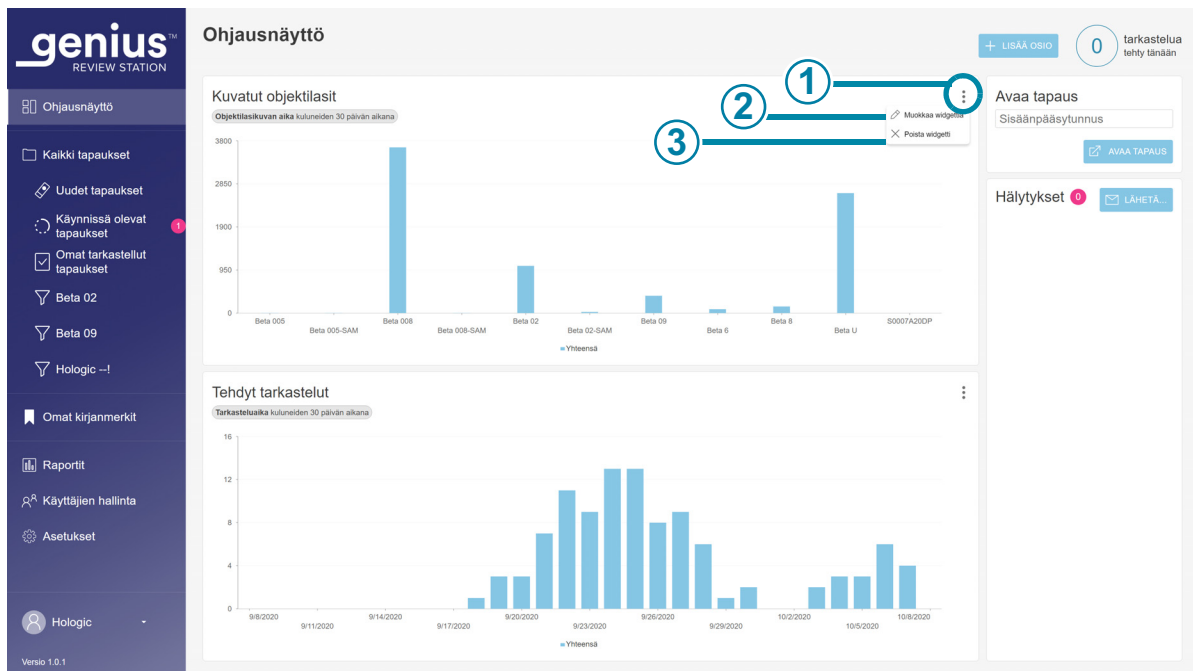 genius™
REVIEW STATION
Ohjausnäyttö
Kaikki tapaukset
Uudet tapaukset
Käynnissä olevat
tapaukset
1
Omat tarkastellut
tapaukset
Beta 02
Beta 09
Hologic --!
Omat kirjanmerkit
Raportit
Käyttäjien hallinta
Asetukset
Hologic
Versio 1.0.1
Ohjausnäyttö
+ LISÄÄ OSIO
0
tarkastelua
tehty tänään
Kuvatut objektilasit
Objektilasikuvan aika kuluneiden 30 päivän aikana
1
2
3
Muokkaa widgettiä
Poista widgetti
3800
2850
1900
950
0
Beta 005
Beta 005-SAM
Beta 008
Beta 008-SAM
Beta 02
Beta 02-SAM
Beta 09
Beta 6
Beta 8
Beta U
S0007A20DP
Yhteensä
Tehdyt tarkastelut
Tarkasteluaika kuluneiden 30 päivän aikana
16
12
8
4
0
9/8/2020
9/11/2020
9/14/2020
9/17/2020
9/20/2020
9/23/2020
9/26/2020
9/29/2020
10/2/2020
10/5/2020
10/8/2020
Yhteensä
Avaa tapaus
Sisäänpääsytunnus
AVAA TAPAUS
Hälytykset 0
LÄHETÄ...